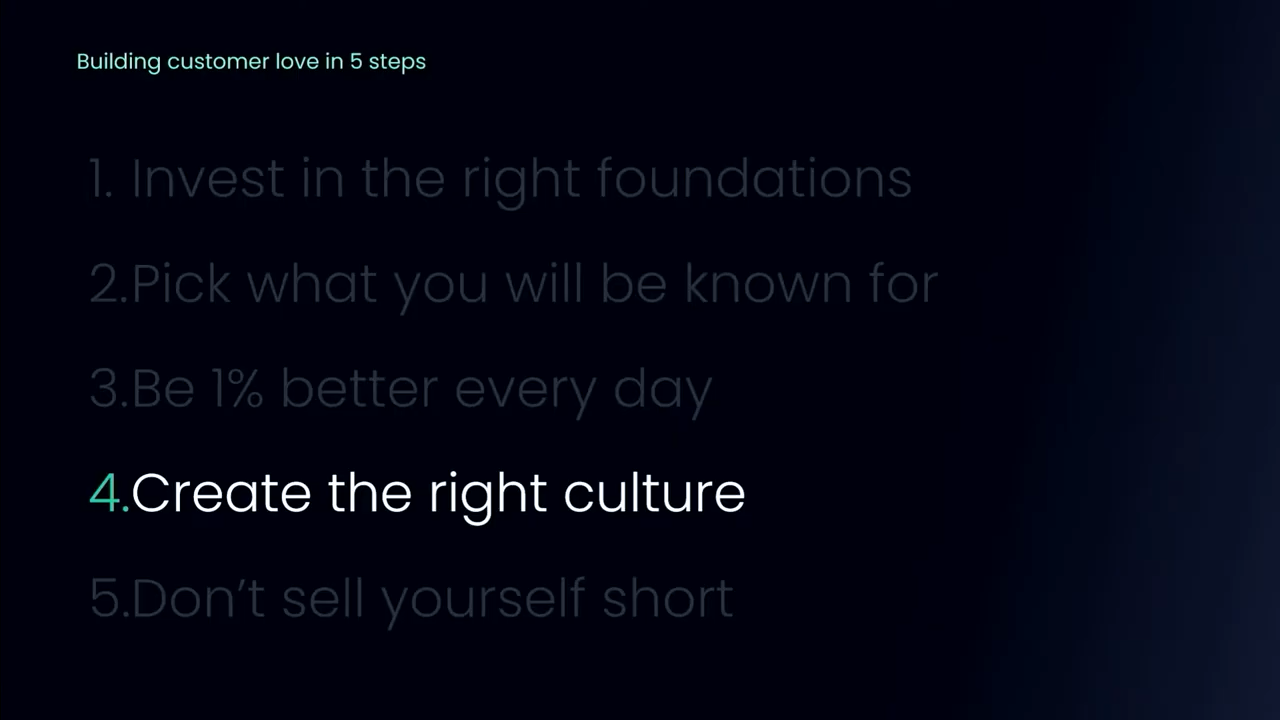 Building customer love in 5 steps
1. Invest in the right foundations
2.Pick what you will be known for
3.Be 1% better every day
4.Create the right culture
5.Don’t sell yourself short